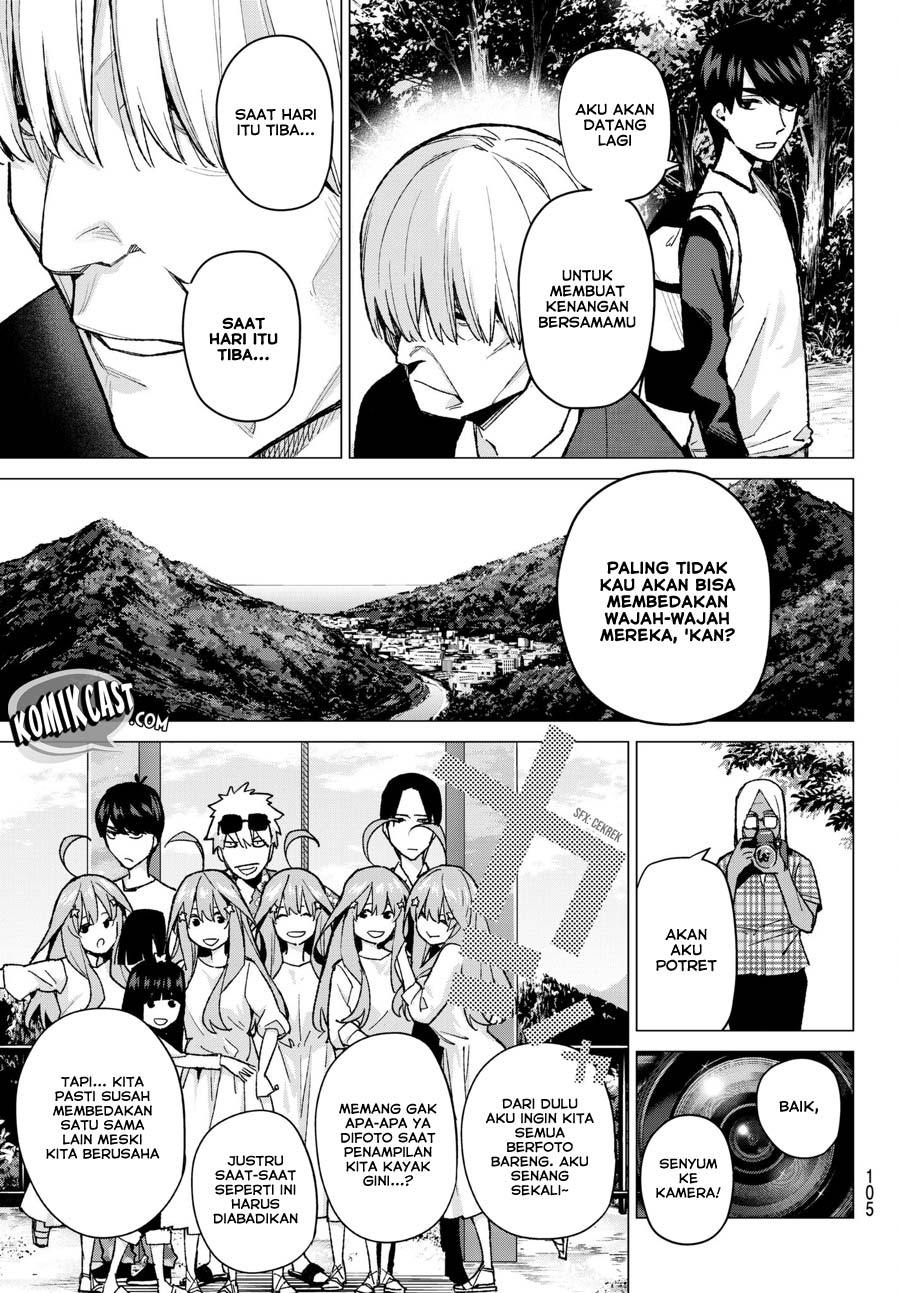 AKU AKAN
DATANG
LAGI
UNTUK
MEMBUAT
KENANGAN
BERSAMAMU
SAAT HARI
ITU TIBA...
SAAT
HARI ITU
TIBA...
PALING TIDAK
KAU AKAN BISA
MEMBEDAKAN
WAJAH-WAJAH
MEREKA, 'KAN?
KOMIKCAST.COM
AKAN
AKU
POTRET
BAIK,
SENYUM
KE
KAMERA!
SFX: CEKREK
DARI DULU
AKU INGIN KITA
SEMUA
BERFOTO
BARENG. AKU
SENANG
SEKALI~
MEMANG GAK
APA-APA YA
DIFOTO SAAT
PENAMPILAN
KITA KAYAK
GINI...?
JUSTRU
SAAT-SAAT
SEPERTI INI
HARUS
DIABADIKAN
TAPI... KITA
PASTI SUSAH
MEMBEDAKAN
SATU SAMA
LAIN MESKI
KITA BERUSAHA
105